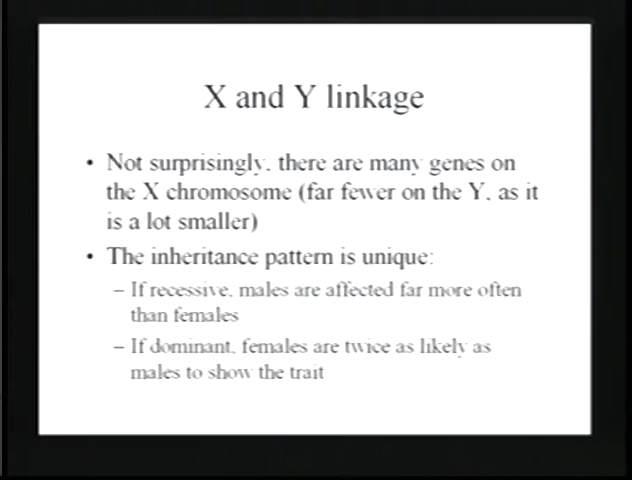 X and Y linkage
• Not surprisingly, there are many genes on
the X chromosome (far fewer on the Y, as it
is a lot smaller)
• The inheritance pattern is unique:
– If recessive, males are affected far more often
than females
– If dominant, females are twice as likely as
males to show the trait